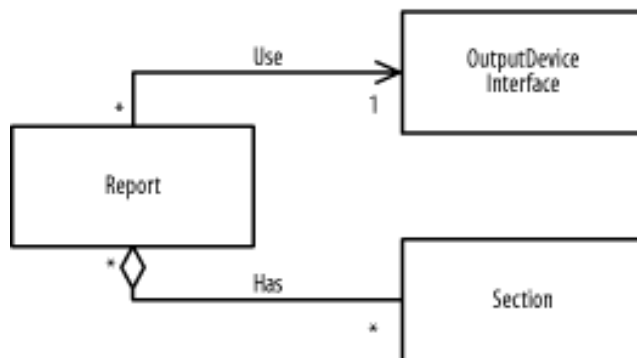 Use
OutputDevice
Interface
*
1
Report
*
Has
Section
*